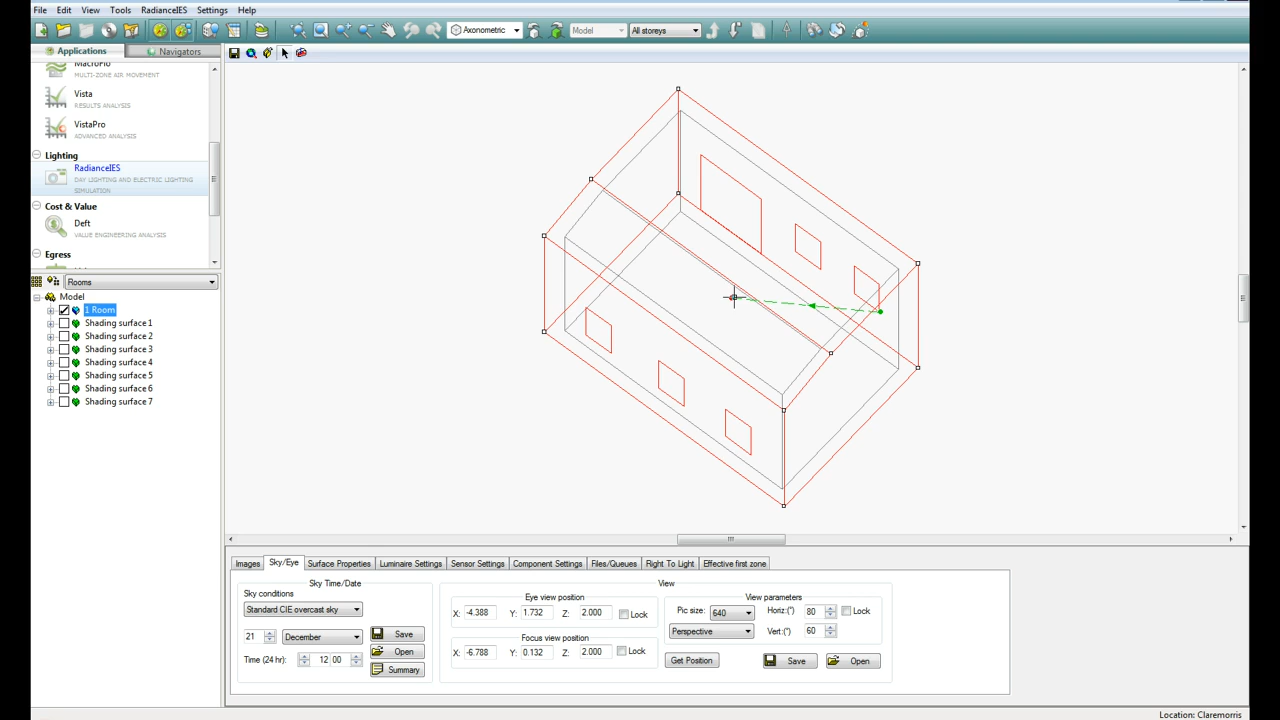 File Edit View Tools RadianceIES Settings Help
Axonometric Model All storeys
Applications Navigators
MacroFlo
MULTI-ZONE AIR MOVEMENT
Vista
RESULTS ANALYSIS
VistaPro
ADVANCED ANALYSIS
Lighting
RadianceIES
DAY LIGHTING AND ELECTRIC LIGHTING
SIMULATION
Cost & Value
Deft
VALUE ENGINEERING ANALYSIS
Egress
Rooms
Model
1 Room
Shading surface 1
Shading surface 2
Shading surface 3
Shading surface 4
Shading surface 5
Shading surface 6
Shading surface 7
Images Sky/Eye Surface Properties Luminaire Settings Sensor Settings Component Settings Files/Queues Right To Light Effective first zone
Sky Time/Date
Sky conditions
Standard CIE overcast sky
21 December
Time (24 hr): 12 00
Save
Open
Summary
View
Eye view position
X: -4.388 Y: 1.732 Z: 2.000 Lock
Focus view position
X: -6.788 Y: 0.132 Z: 2.000 Lock
View parameters
Pic size: 640 Horiz:(°) 80 Lock
Perspective Vert:(°) 60
Get Position Save Open
Location: Claremorris